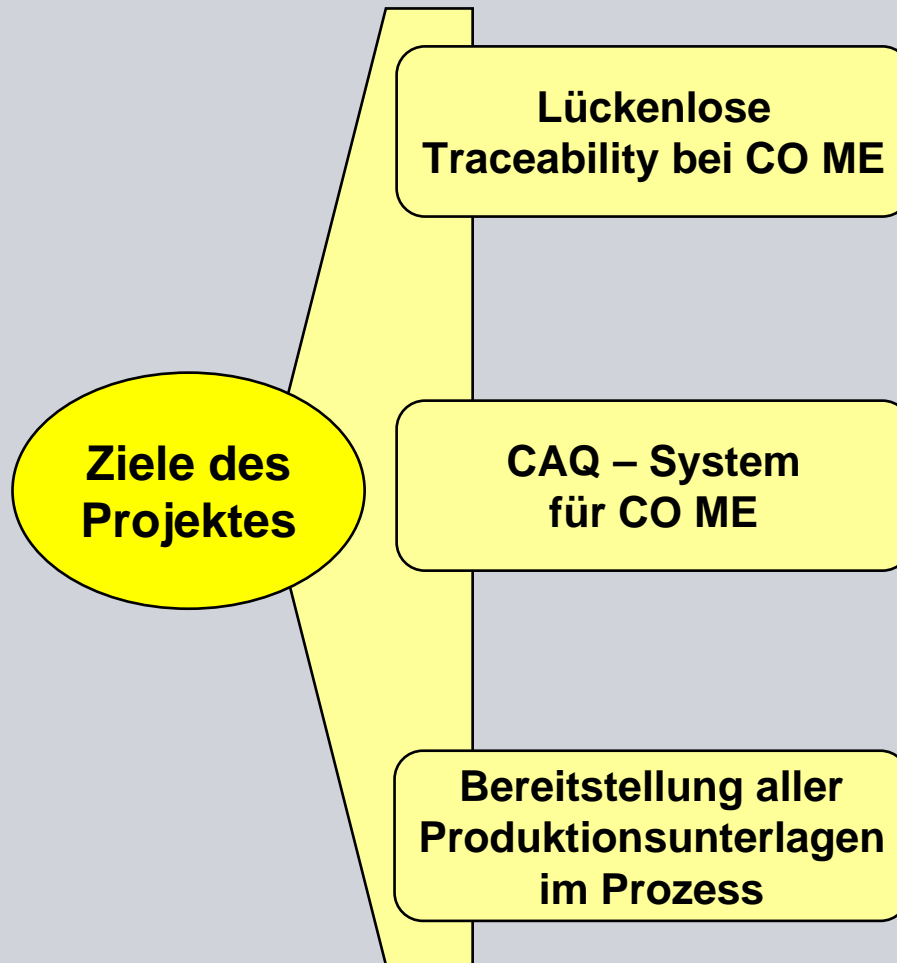 Lückenlose
Traceability bei CO ME
Ziele des
Projektes
CAQ – System
für CO ME
Bereitstellung aller
Produktionsunterlagen
im Prozess